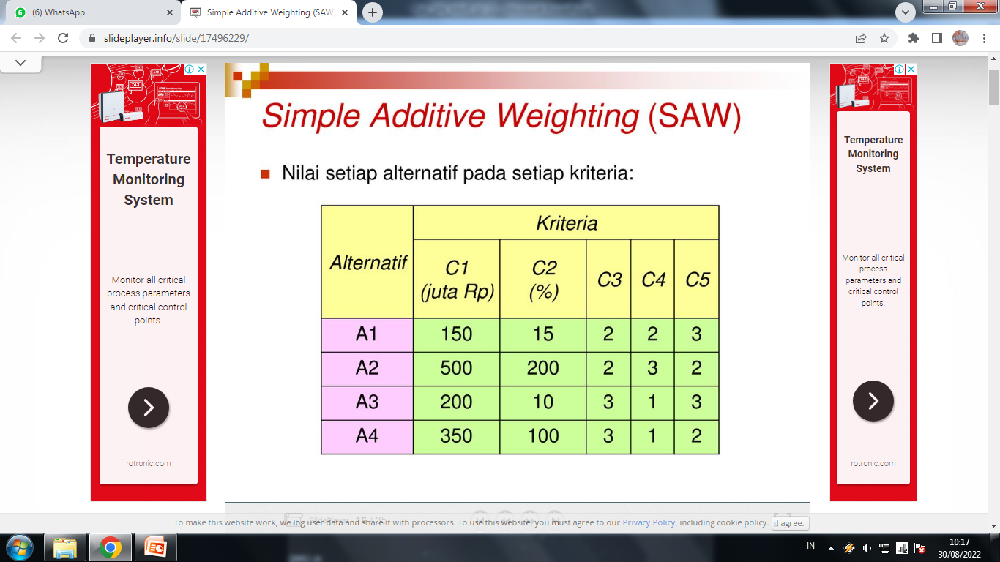 (6) WhatsApp
Simple Additive Weighting (SAW
slideplayer.info/slide/17496229/
Simple Additive Weighting (SAW)
Nilai setiap alternatif pada setiap kriteria:
Alternatif Kriteria
C1 (juta Rp) C2 (%) C3 C4 C5
A1 150 15 2 2 3
A2 500 200 2 3 2
A3 200 10 3 1 3
A4 350 100 3 1 2
Temperature
Monitoring
System
Monitor all critical
process parameters
and critical control
points.
rotronic.com
Temperature
Monitoring
System
Monitor all critical
process
parameters and
critical control
points.
rotronic.com
To make this website work, we log user data and share it with processors. To use this website, you must agree to our Privacy Policy, including cookie policy. I agree.
IN
10:17
30/08/2022